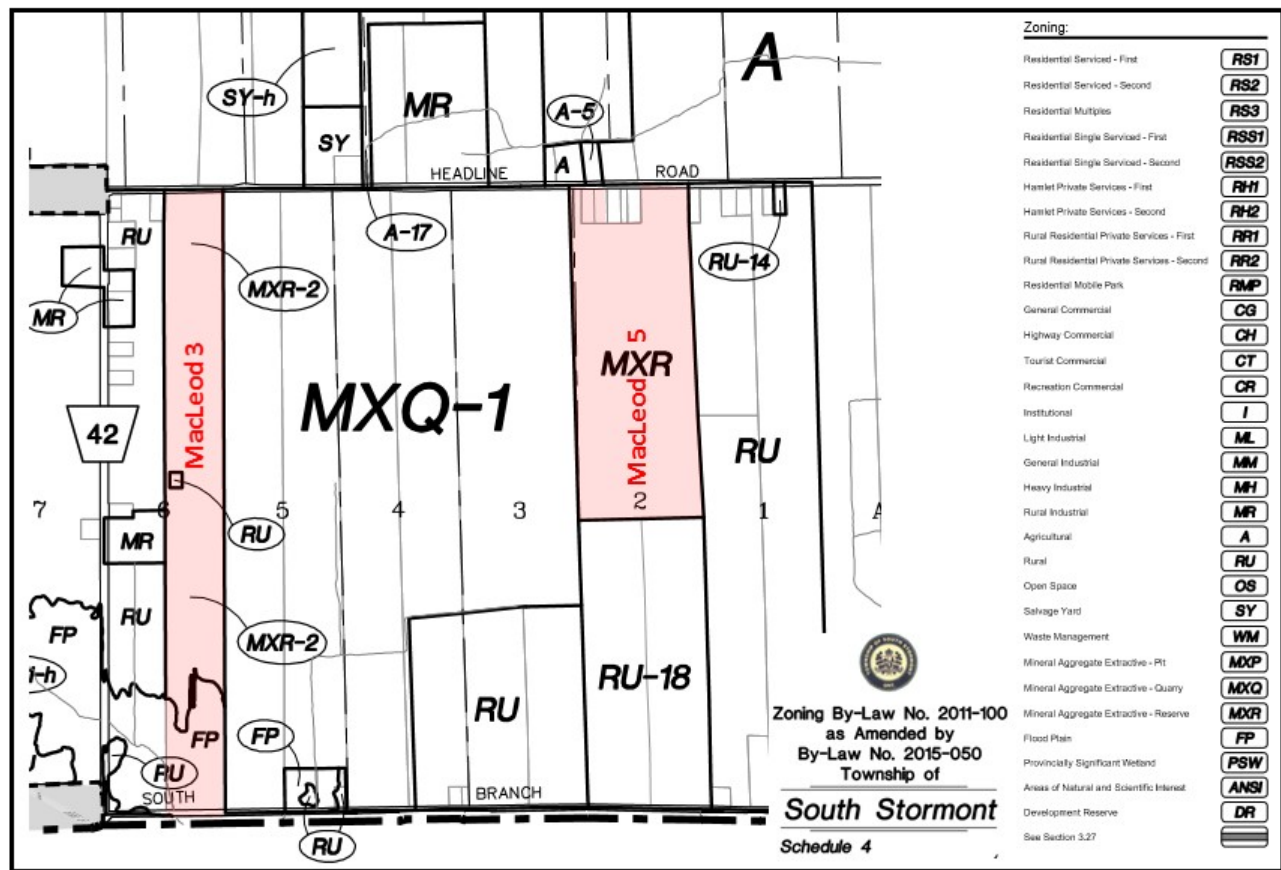 A
SY-h
MR
A-5
SY
A
HEADLINE
ROAD
RU
A-17
MXR-2
RU-14
MR
MacLeod 3
MXQ-1
MXR
MacLeod 5
42
RU
7
6
5
4
3
2
1
RU
MR
RU
FP
MXR-2
RU-18
RU
FP
FP
RU
SOUTH
BRANCH
RU
Zoning By-Law No. 2011-100
as Amended by
By-Law No. 2015-050
Township of
South Stormont
Schedule 4
Zoning:
Residential Serviced - First RS1
Residential Serviced - Second RS2
Residential Multiples RS3
Residential Single Serviced - First RSS1
Residential Single Serviced - Second RSS2
Hamlet Private Services - First RH1
Hamlet Private Services - Second RH2
Rural Residential Private Services - First RR1
Rural Residential Private Services - Second RR2
Residential Mobile Park RMP
General Commercial CG
Highway Commercial CH
Tourist Commercial CT
Recreation Commercial CR
Institutional I
Light Industrial ML
General Industrial MM
Heavy Industrial MH
Rural Industrial MR
Agricultural A
Rural RU
Open Space OS
Salvage Yard SY
Waste Management WM
Mineral Aggregate Extractive - Pit MXP
Mineral Aggregate Extractive - Quarry MXQ
Mineral Aggregate Extractive - Reserve MXR
Flood Plain FP
Provincially Significant Wetland PSW
Areas of Natural and Scientific Interest ANSI
Development Reserve DR
See Section 3.27